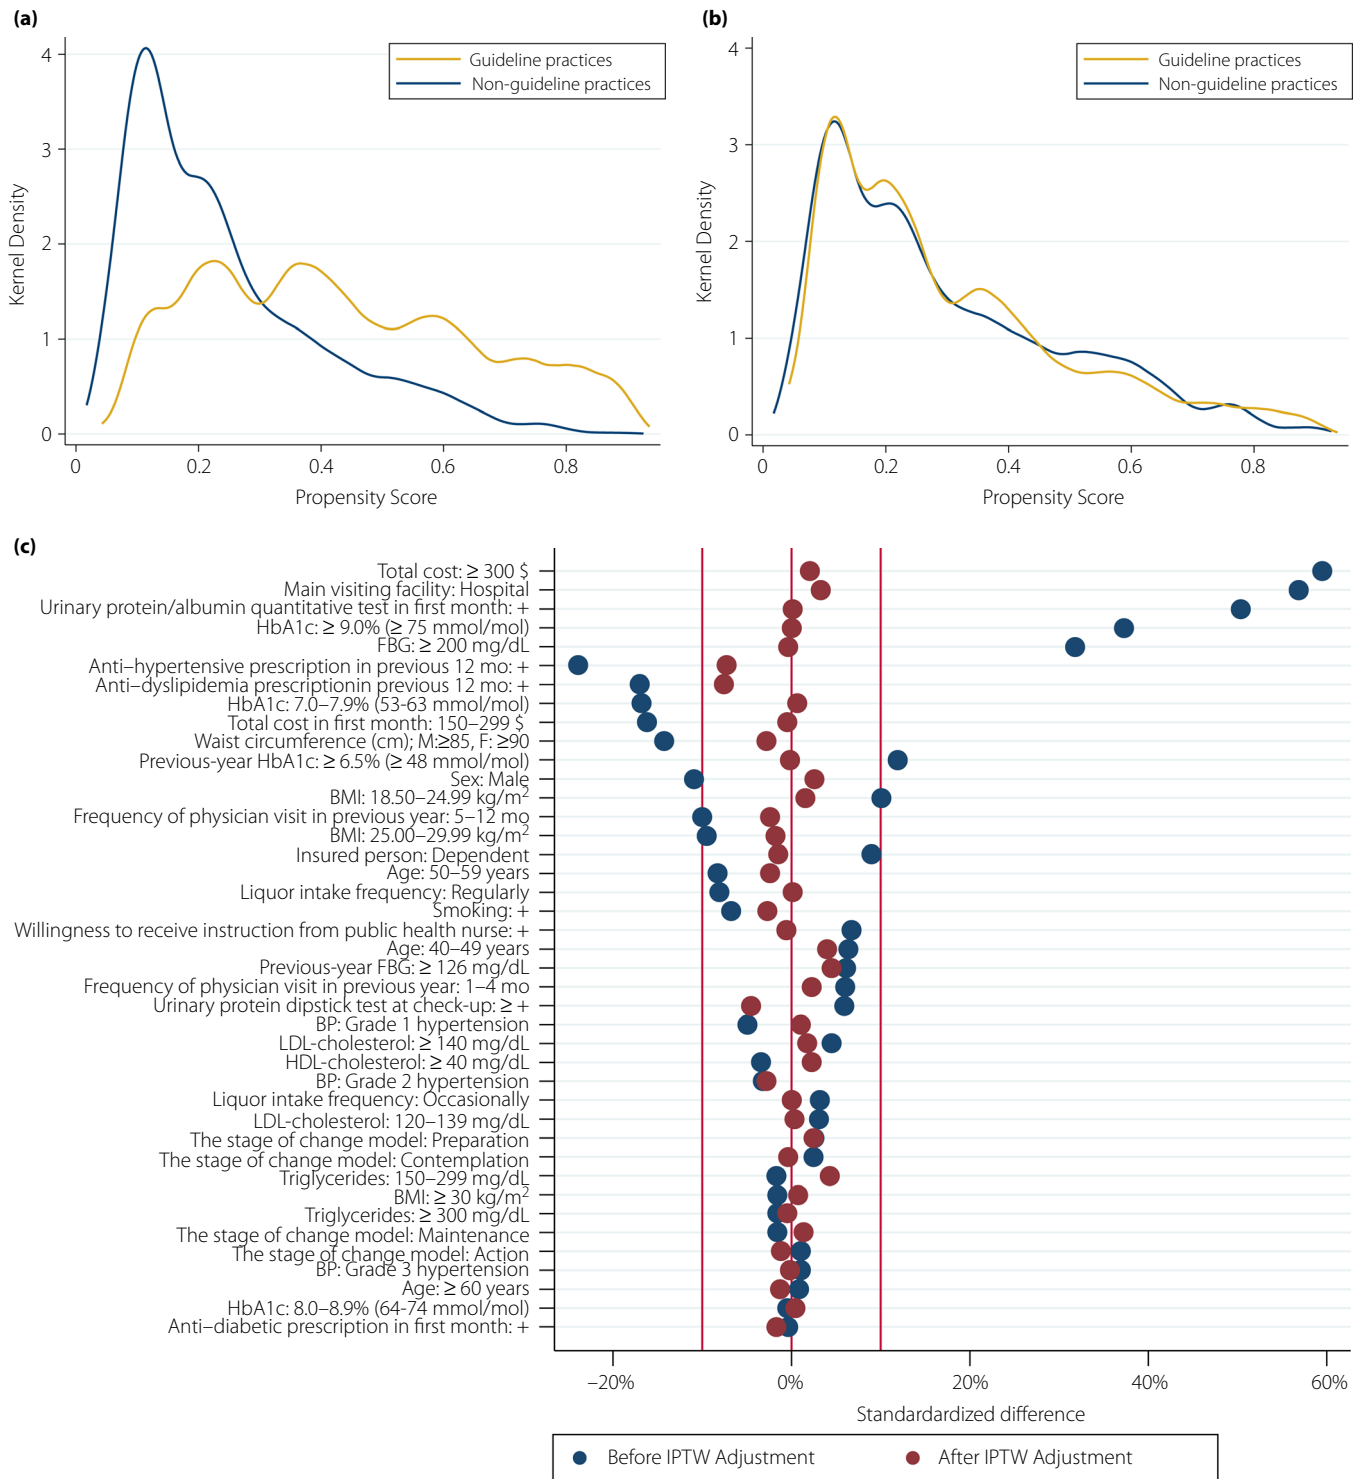 (a)
4
3
2
1
0
Kernel Density
Guideline practices
Non-guideline practices
0 0.2 0.4 0.6 0.8
Propensity Score
(b)
4
3
2
1
0
Kernel Density
Guideline practices
Non-guideline practices
0 0.2 0.4 0.6 0.8
Propensity Score
(c)
Total cost: ≥ 300 $
Main visiting facility: Hospital
Urinary protein/albumin quantitative test in first month: +
HbA1c: ≥ 9.0% (≥ 75 mmol/mol)
FBG: ≥ 200 mg/dL
Anti–hypertensive prescription in previous 12 mo: +
Anti–dyslipidemia prescriptionin previous 12 mo: +
HbA1c: 7.0–7.9% (53-63 mmol/mol)
Total cost in first month: 150–299 $
Waist circumference (cm); M:≥85, F: ≥90
Previous-year HbA1c: ≥ 6.5% (≥ 48 mmol/mol)
Sex: Male
BMI: 18.50–24.99 kg/m2
Frequency of physician visit in previous year: 5–12 mo
BMI: 25.00–29.99 kg/m2
Insured person: Dependent
Age: 50–59 years
Liquor intake frequency: Regularly
Smoking: +
Willingness to receive instruction from public health nurse: +
Age: 40–49 years
Previous-year FBG: ≥ 126 mg/dL
Frequency of physician visit in previous year: 1–4 mo
Urinary protein dipstick test at check-up: ≥ +
BP: Grade 1 hypertension
LDL-cholesterol: ≥ 140 mg/dL
HDL-cholesterol: ≥ 40 mg/dL
BP: Grade 2 hypertension
Liquor intake frequency: Occasionally
LDL-cholesterol: 120–139 mg/dL
The stage of change model: Preparation
The stage of change model: Contemplation
Triglycerides: 150–299 mg/dL
BMI: ≥ 30 kg/m2
Triglycerides: ≥ 300 mg/dL
The stage of change model: Maintenance
The stage of change model: Action
BP: Grade 3 hypertension
Age: ≥ 60 years
HbA1c: 8.0–8.9% (64-74 mmol/mol)
Anti–diabetic prescription in first month: +
–20% 0% 20% 40% 60%
Standardardized difference
Before IPTW Adjustment After IPTW Adjustment